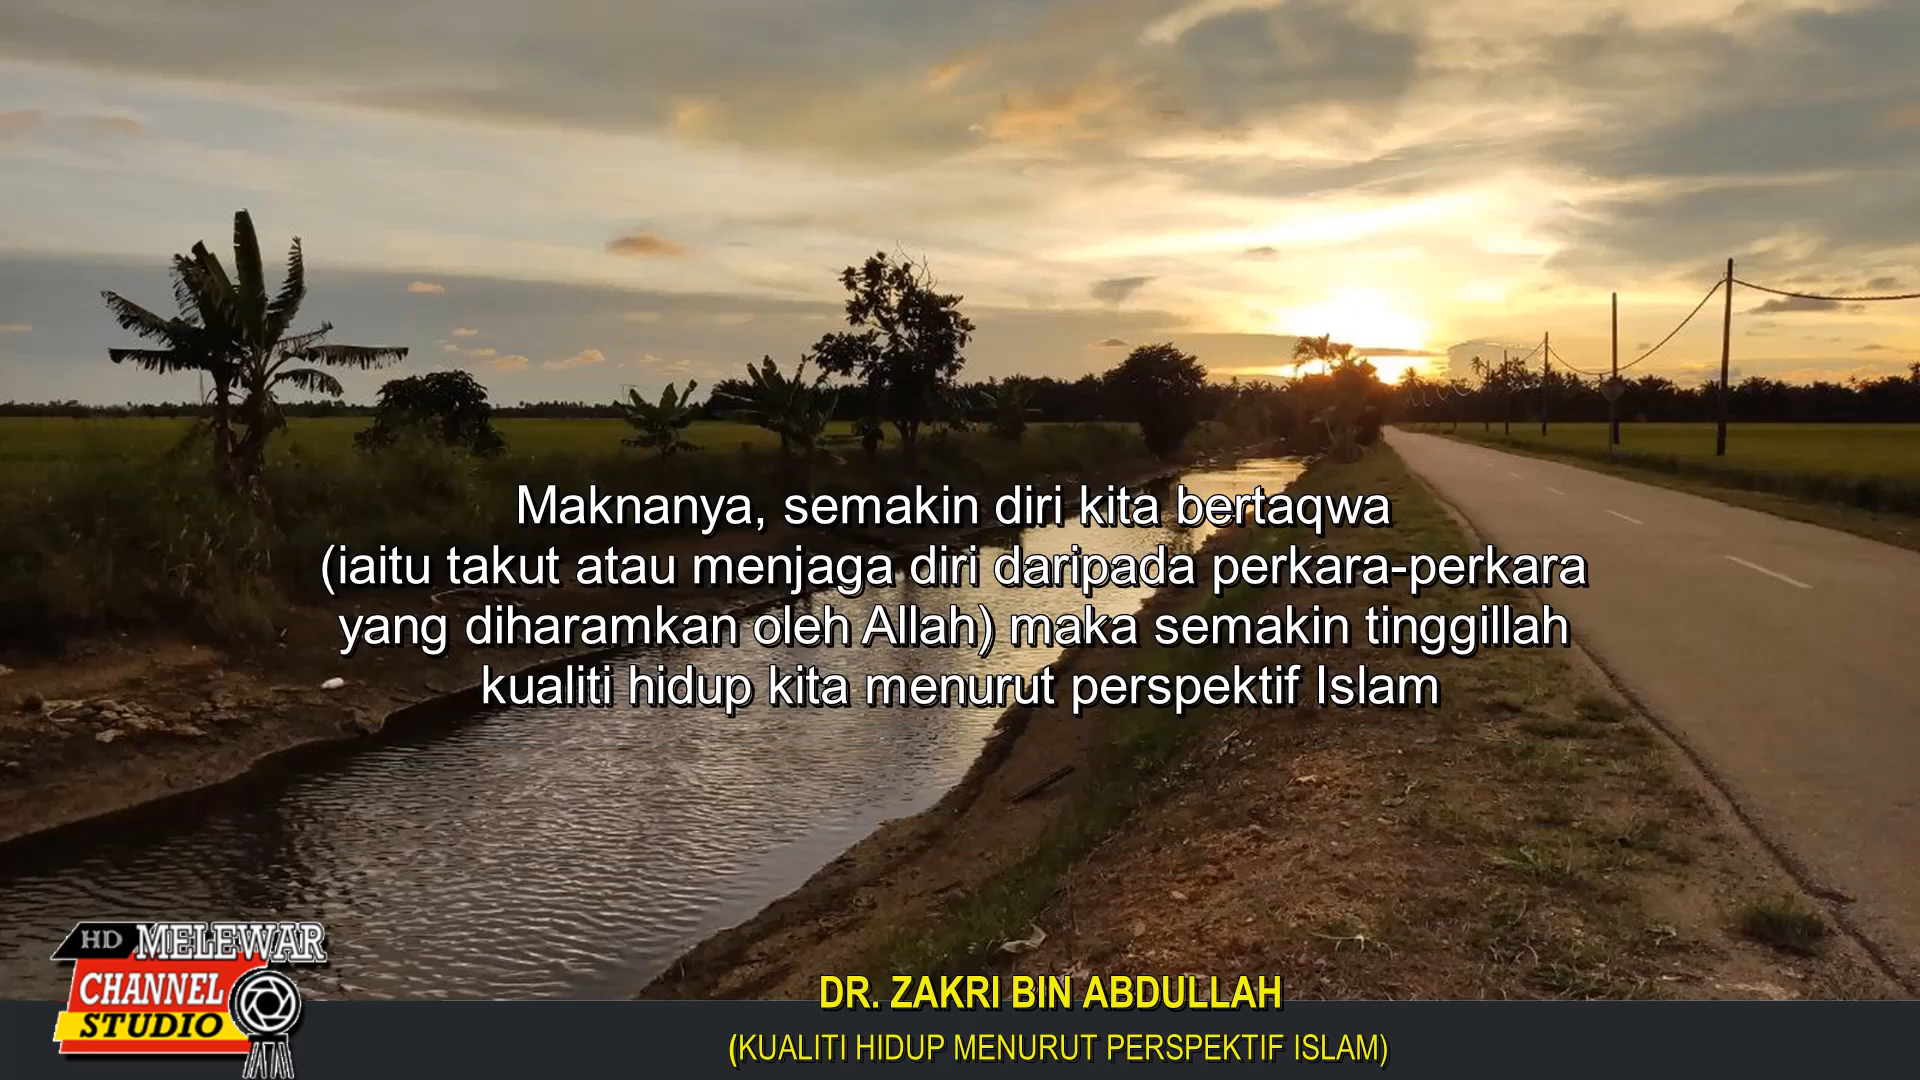 Maknanya, semakin diri kita bertaqwa
(iaitu takut atau menjaga diri daripada perkara-perkara
yang diharamkan oleh Allah) maka semakin tinggillah
kualiti hidup kita menurut perspektif Islam
HD MELEWAR
CHANNEL
STUDIO
DR. ZAKRI BIN ABDULLAH
(KUALITI HIDUP MENURUT PERSPEKTIF ISLAM)